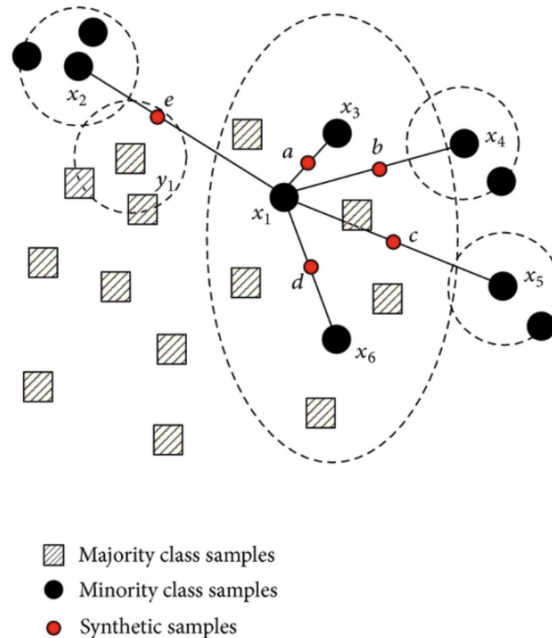 x2
e
x3
a
b
x4
y1
x1
c
d
x5
x6
Majority class samples
Minority class samples
Synthetic samples